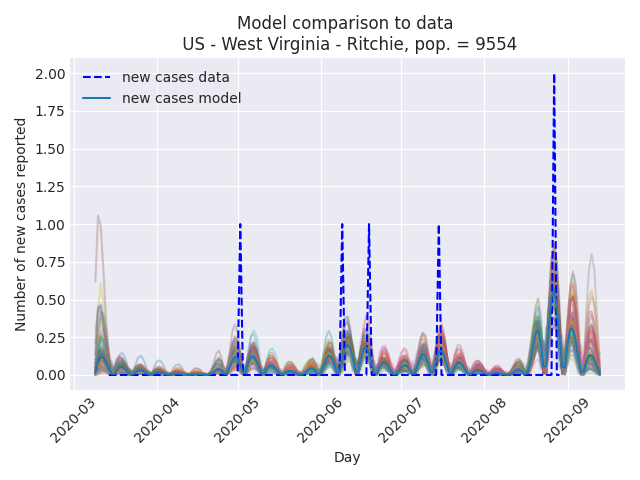 Model comparison to data
US - West Virginia - Ritchie, pop. = 9554
new cases data
new cases model
Number of new cases reported
2.00
1.75
1.50
1.25
1.00
0.75
0.50
0.25
0.00
2020-03
2020-04
2020-05
2020-06
2020-07
2020-08
2020-09
Day